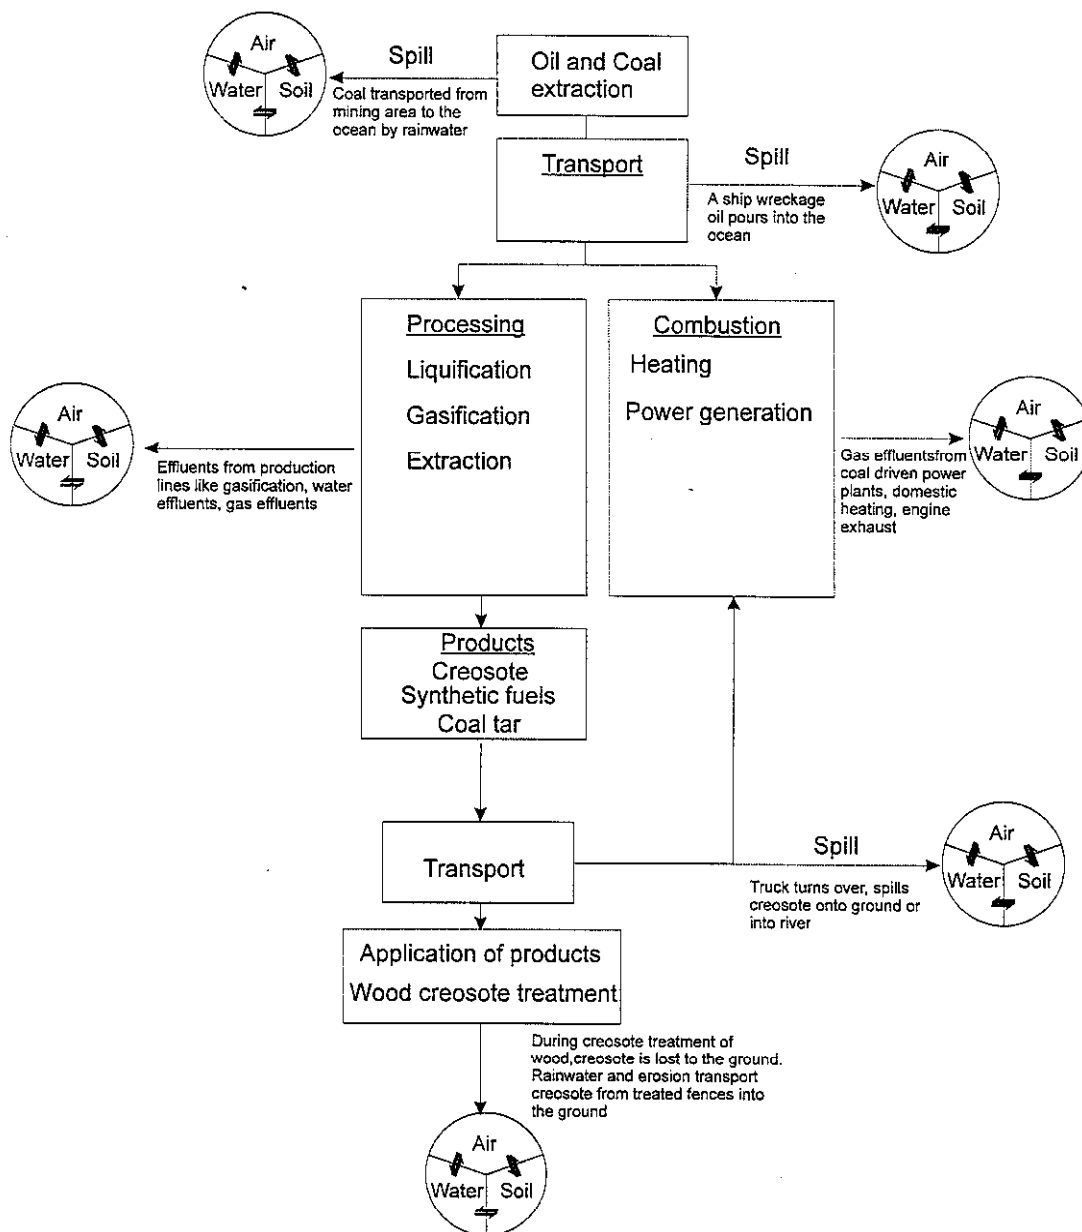 Air
Water
Soil
Spill
Coal transported from
mining area to the
ocean by rainwater
Oil and Coal
extraction
Transport
Spill
A ship wreckage
oil pours into the
ocean
Air
Water
Soil
Processing
Liquification
Gasification
Extraction
Combustion
Heating
Power generation
Air
Water
Soil
Effluents from production
lines like gasification, water
effluents, gas effluents
Gas effluentsfrom
coal driven power
plants, domestic
heating, engine
exhaust
Air
Water
Soil
Products
Creosote
Synthetic fuels
Coal tar
Transport
Spill
Truck turns over, spills
creosote onto ground or
into river
Air
Water
Soil
Application of products
Wood creosote treatment
During creosote treatment of
wood,creosote is lost to the ground.
Rainwater and erosion transport
creosote from treated fences into
the ground
Air
Water
Soil